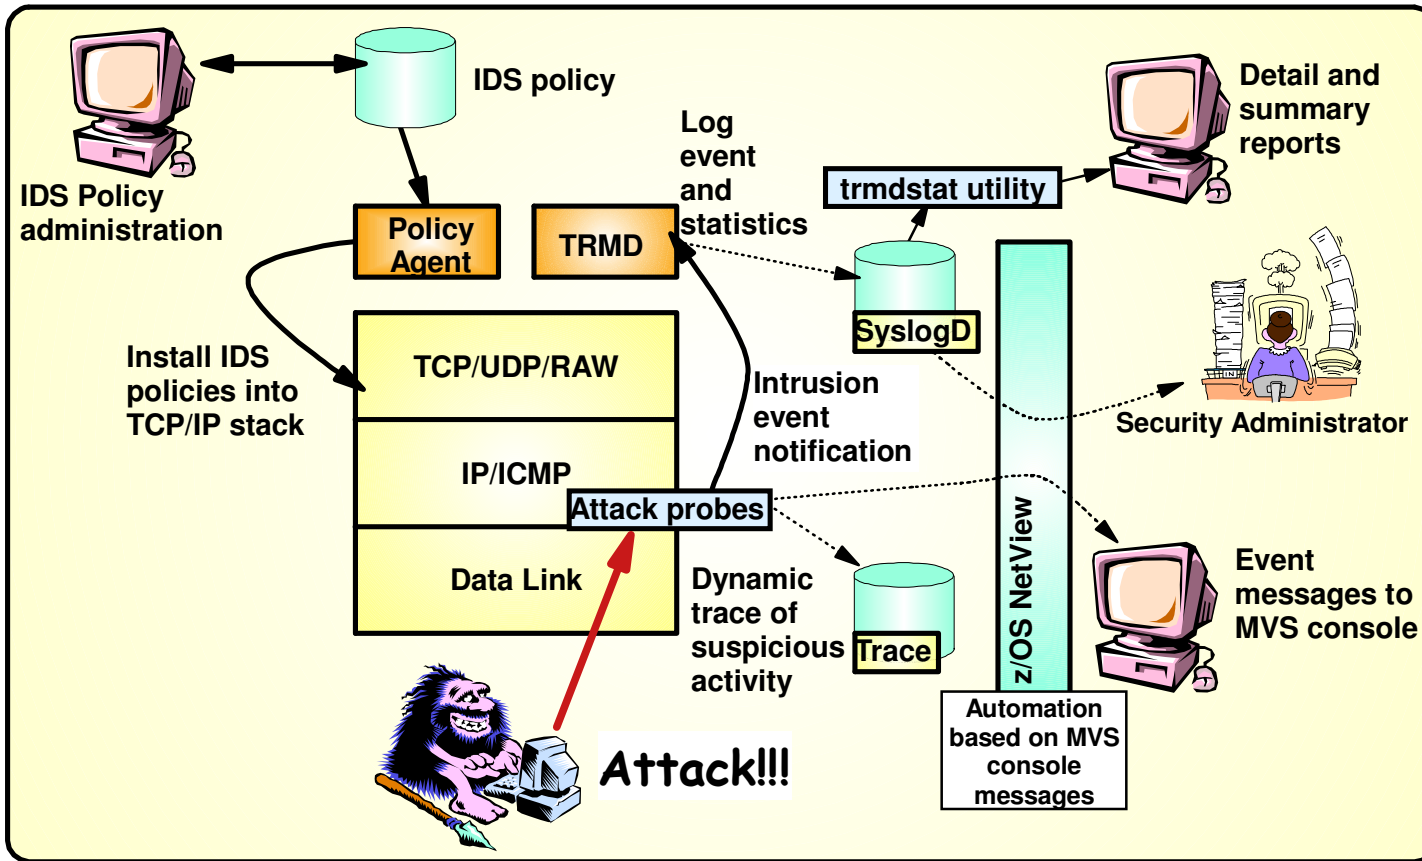 IDS policy
IDS Policy
administration
Policy
Agent
TRMD
Log
event
and
statistics
trmdstat utility
Detail and
summary
reports
SyslogD
Install IDS
policies into
TCP/IP stack
TCP/UDP/RAW
IP/ICMP
Data Link
Attack probes
Intrusion
event
notification
Security Administrator
Dynamic
trace of
suspicious
activity
Trace
z/OS NetView
Event
messages to
MVS console
Automation
based on MVS
console
messages
Attack!!!